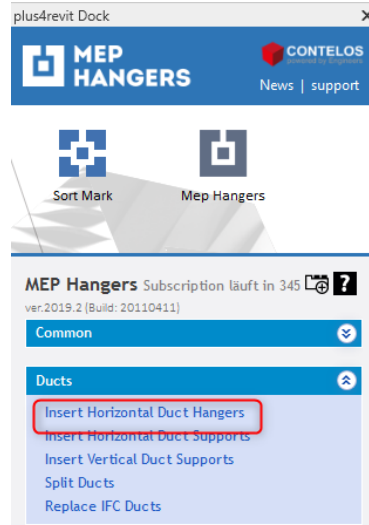 plus4revit Dock
MEP
HANGERS
CONTELOS
powered by Engineers
News | support
Sort Mark
Mep Hangers
MEP Hangers Subscription läuft in 345
?
ver.2019.2 (Build: 20110411)
Common
Ducts
Insert Horizontal Duct Hangers
Insert Horizontal Duct Supports
Insert Vertical Duct Supports
Split Ducts
Replace IFC Ducts